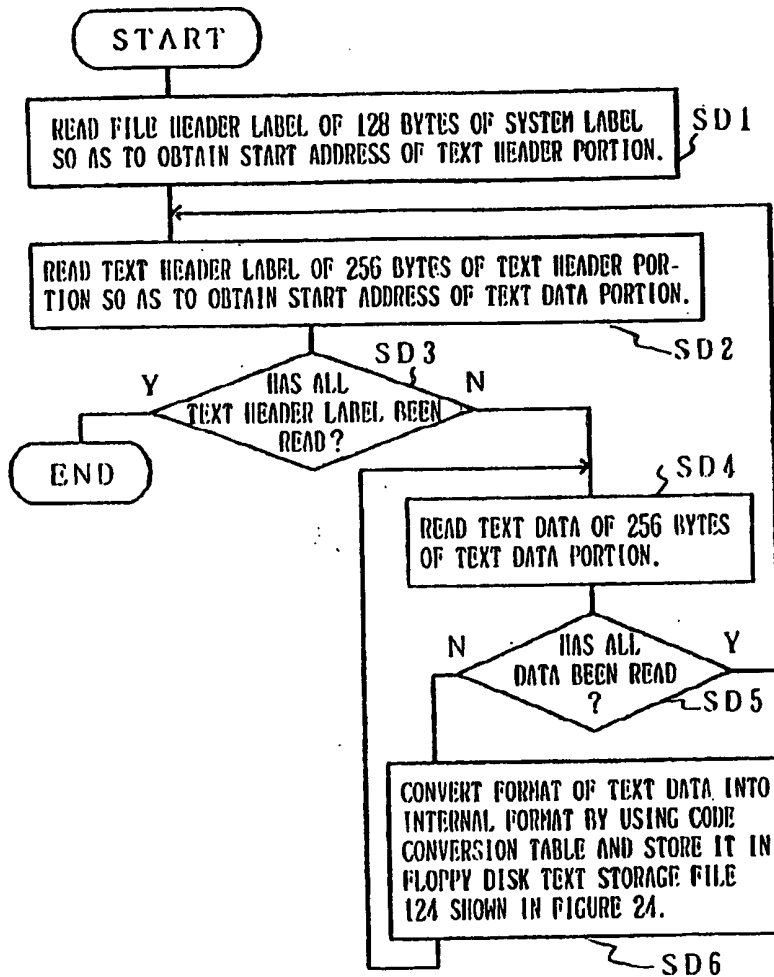 START
READ FILE HEADER LABEL OF 128 BYTES OF SYSTEM LABEL
SO AS TO OBTAIN START ADDRESS OF TEXT HEADER PORTION.
SD1
READ TEXT HEADER LABEL OF 256 BYTES OF TEXT HEADER POR-
TION SO AS TO OBTAIN START ADDRESS OF TEXT DATA PORTION.
SD2
SD3
Y
HAS ALL
TEXT HEADER LABEL BEEN
READ?
N
END
SD4
READ TEXT DATA OF 256 BYTES
OF TEXT DATA PORTION.
N
HAS ALL
DATA BEEN READ
?
Y
SD5
CONVERT FORMAT OF TEXT DATA INTO
INTERNAL FORMAT BY USING CODE
CONVERSION TABLE AND STORE IT IN
FLOPPY DISK TEXT STORAGE FILE
124 SHOWN IN FIGURE 24.
SD6